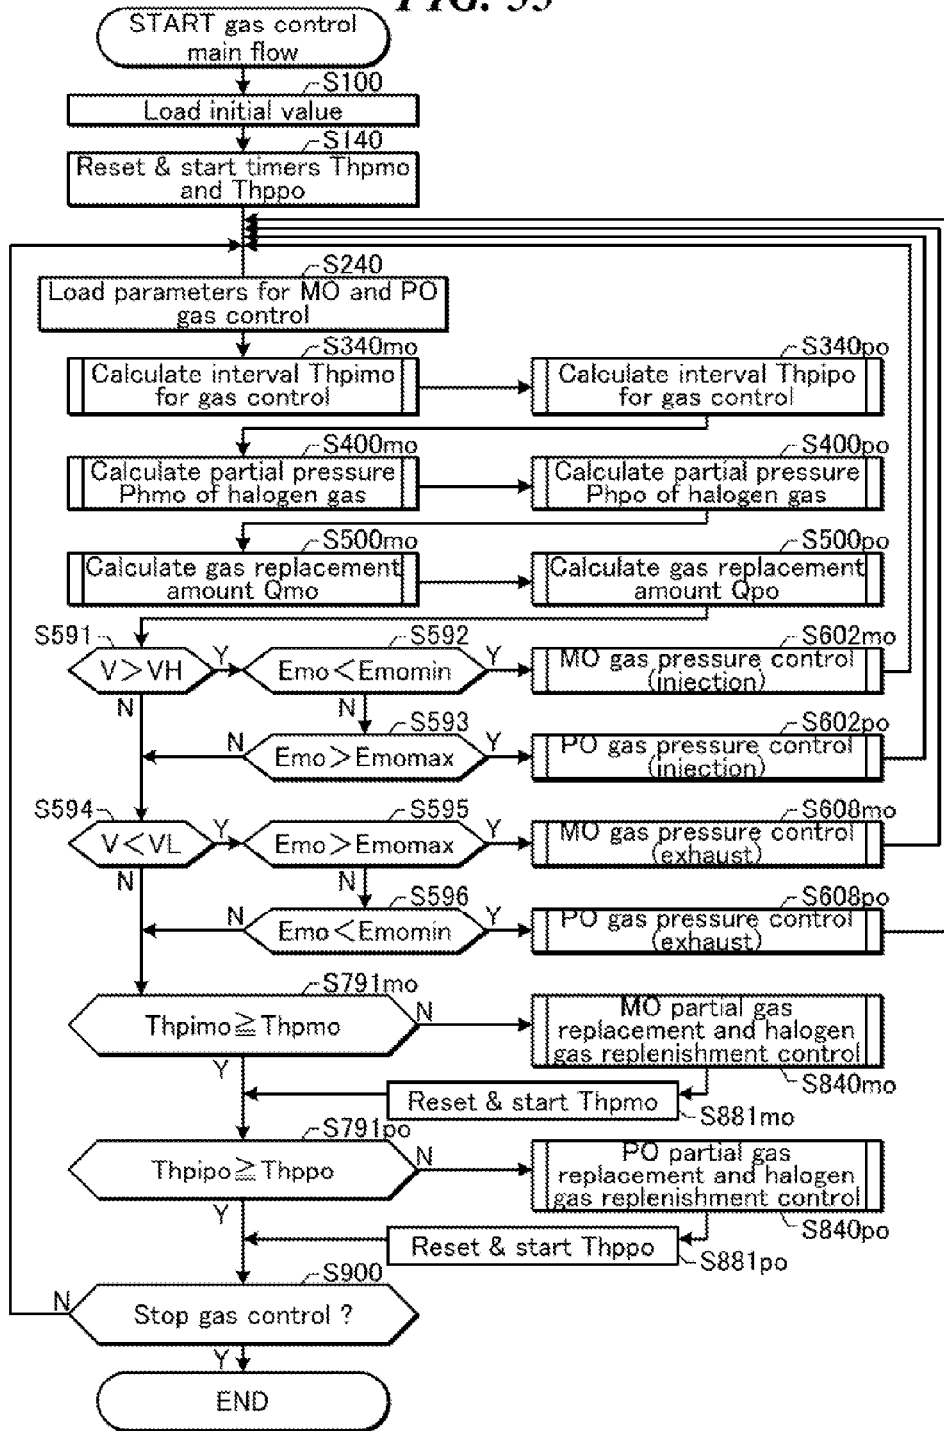 FIG. 33
START gas control
main flow
S100
Load initial value
S140
Reset & start timers Thpmo
and Thppo
S240
Load parameters for MO and PO
gas control
S340mo
Calculate interval Thpimo
for gas control
S340po
Calculate interval Thpipo
for gas control
S400mo
Calculate partial pressure
Phmo of halogen gas
S400po
Calculate partial pressure
Phpo of halogen gas
S500mo
Calculate gas replacement
amount Qmo
S500po
Calculate gas replacement
amount Qpo
S591
V>VH
Y
N
S592
Emo<Emomin
Y
N
S602mo
MO gas pressure control
(injection)
S593
N
Emo>Emomax
Y
S602po
PO gas pressure control
(injection)
S594
V<VL
Y
N
S595
Emo>Emomax
Y
N
S608mo
MO gas pressure control
(exhaust)
S596
N
Emo<Emomin
Y
S608po
PO gas pressure control
(exhaust)
S791mo
Thpimo≧Thpmo
N
Y
MO partial gas
replacement and halogen
gas replenishment control
S840mo
Reset & start Thpmo
S881mo
S791po
Thpipo≧Thppo
N
Y
PO partial gas
replacement and halogen
gas replenishment control
S840po
Reset & start Thppo
S881po
S900
N
Stop gas control ?
Y
END